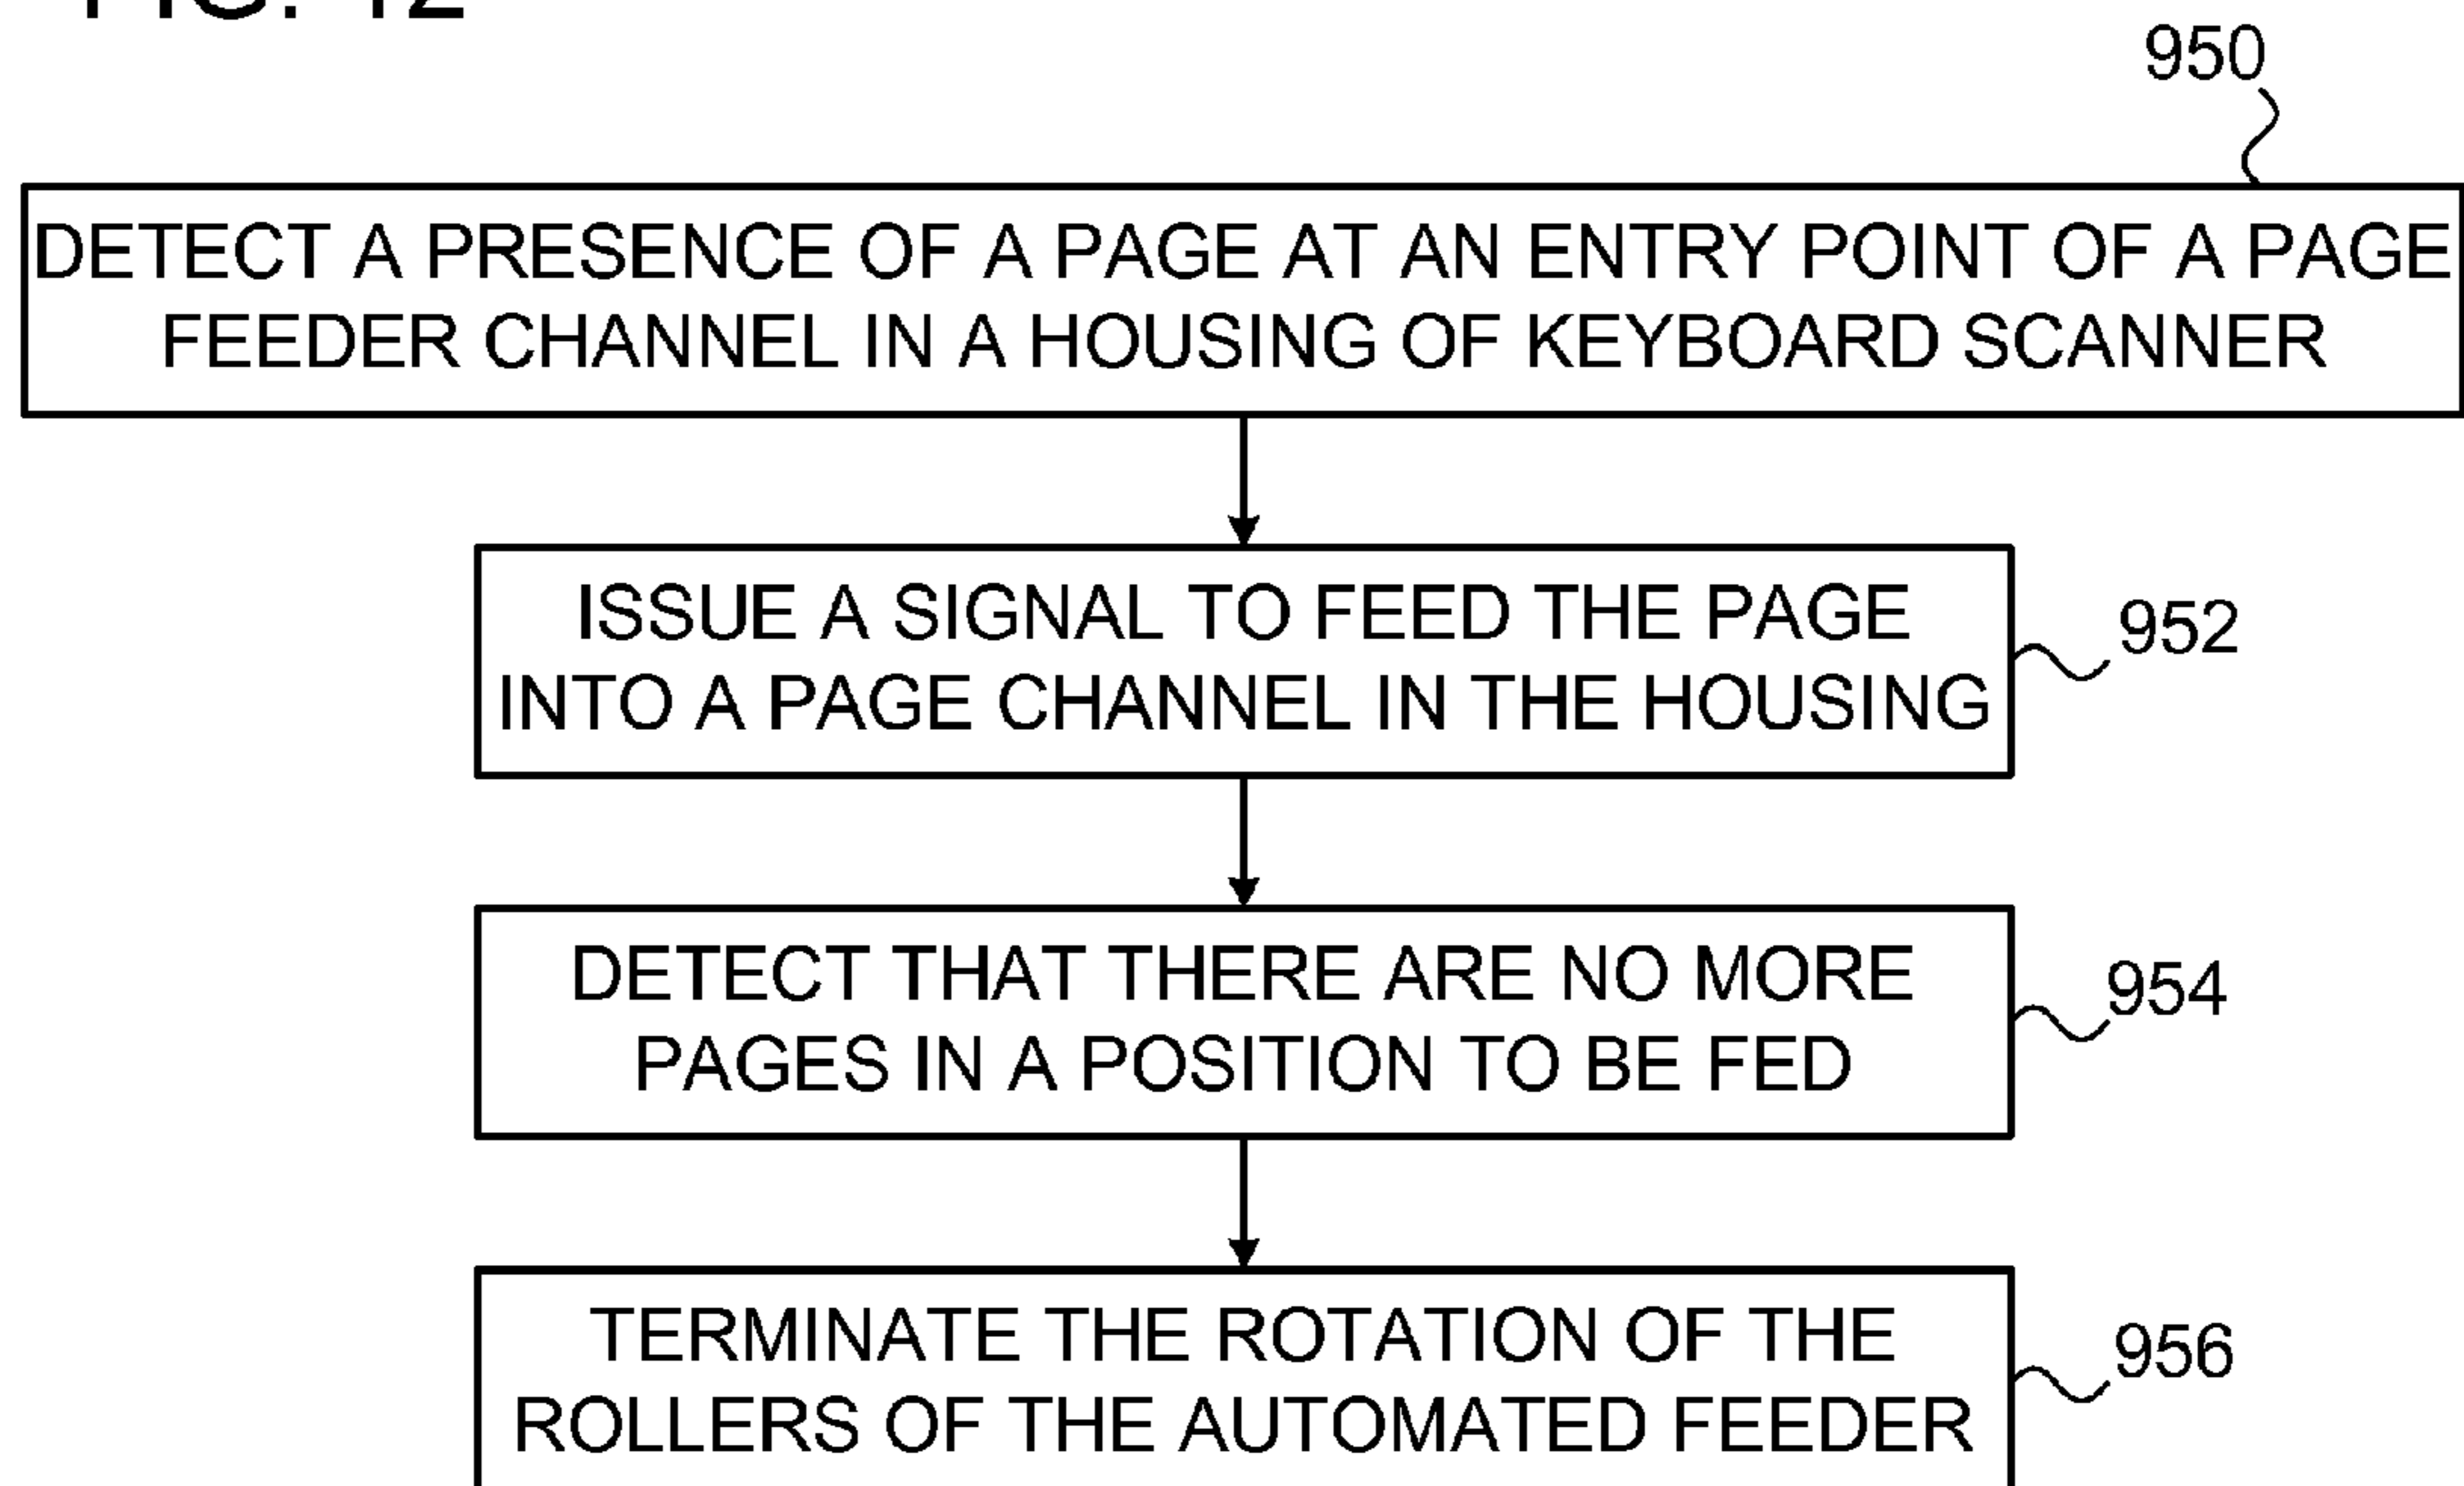 FIG. 12
950
DETECT A PRESENCE OF A PAGE AT AN ENTRY POINT OF A PAGE
FEEDER CHANNEL IN A HOUSING OF KEYBOARD SCANNER
ISSUE A SIGNAL TO FEED THE PAGE
INTO A PAGE CHANNEL IN THE HOUSING
952
DETECT THAT THERE ARE NO MORE
PAGES IN A POSITION TO BE FED
954
TERMINATE THE ROTATION OF THE
ROLLERS OF THE AUTOMATED FEEDER
956